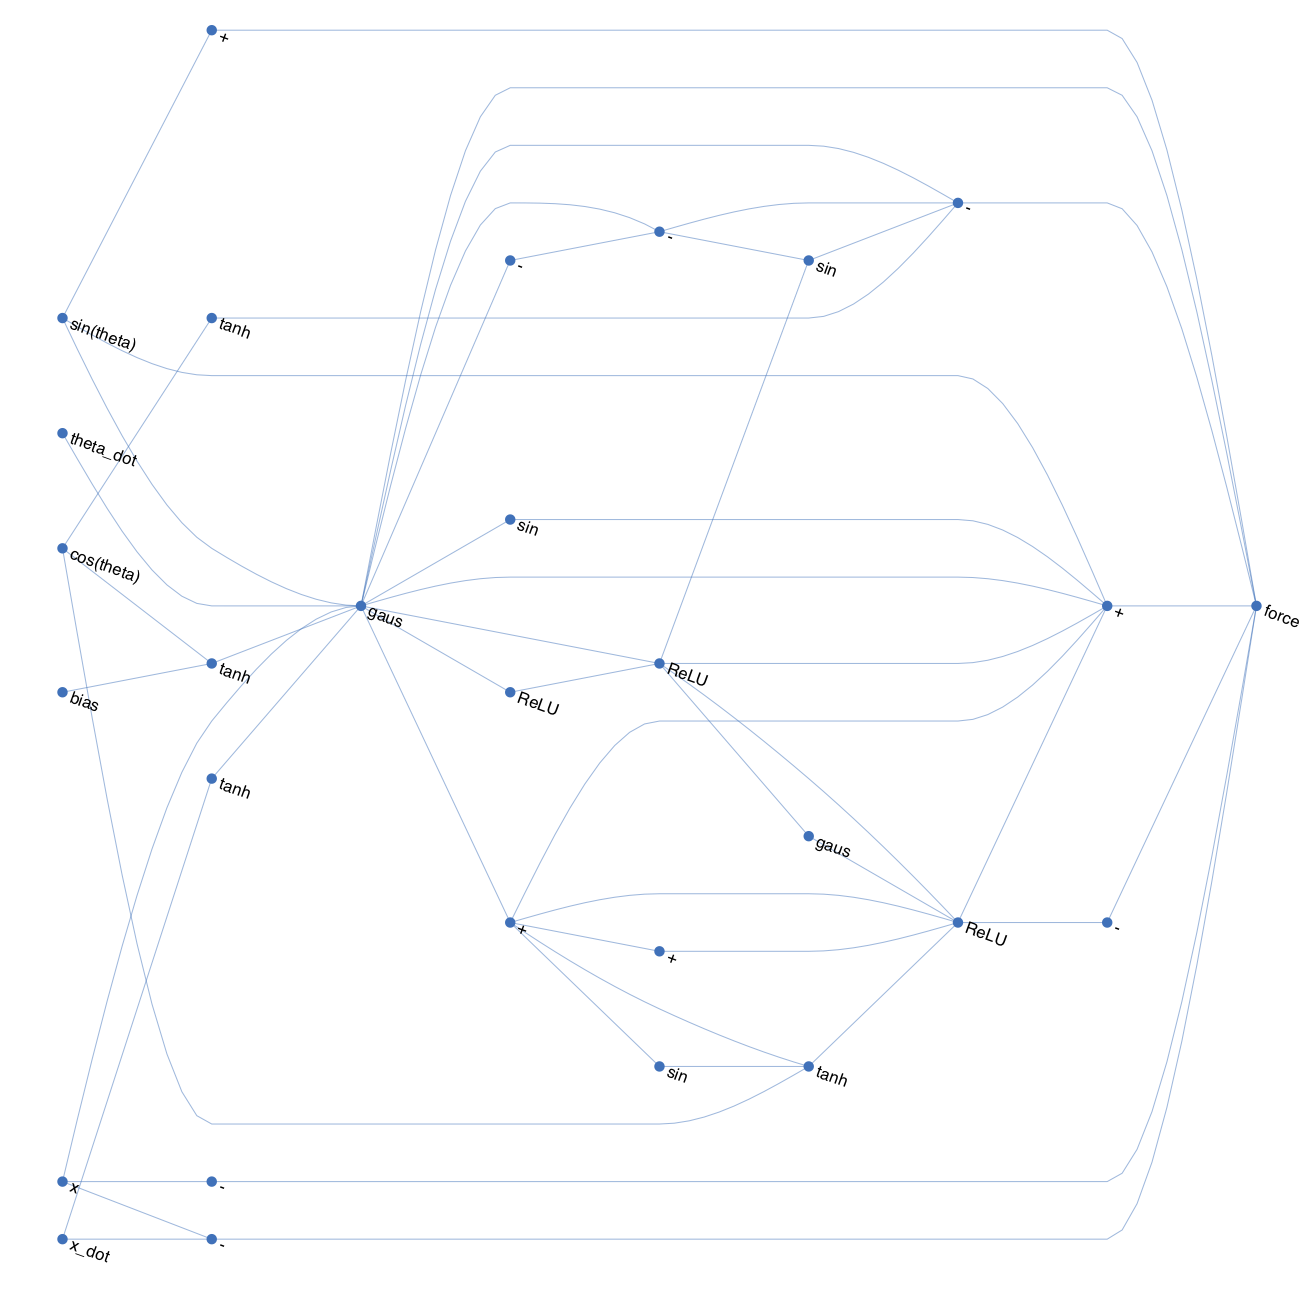 +
-
-
-
sin
sin(theta)
tanh
theta_dot
sin
cos(theta)
gaus
+
force
tanh
ReLU
bias
ReLU
tanh
gaus
+
ReLU
-
+
sin
tanh
x
-
x_dot
-